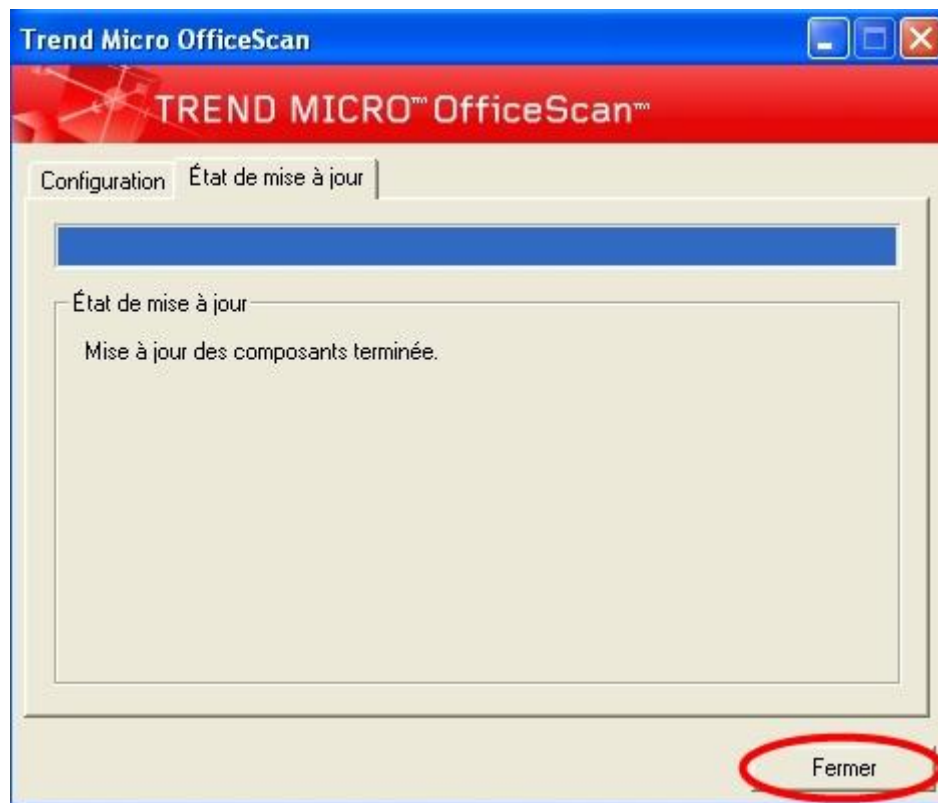 Trend Micro OfficeScan
TREND MICRO™ OfficeScan™
Configuration État de mise à jour
État de mise à jour
Mise à jour des composants terminée.
Fermer